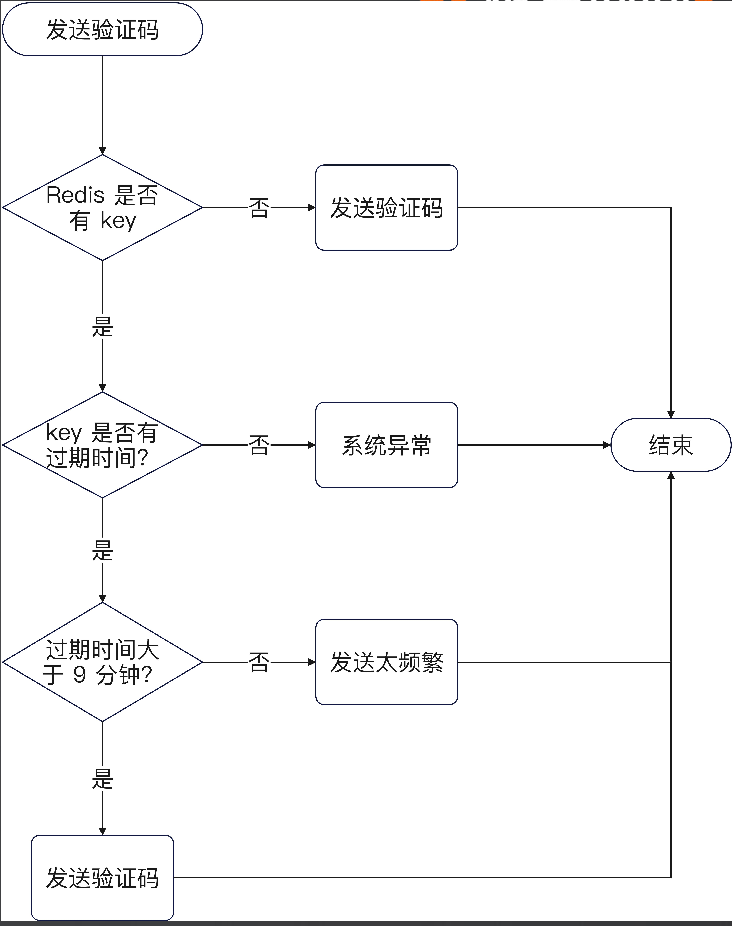 发送验证码
Redis 是否
有 key
否
发送验证码
是
key 是否有
过期时间?
否
系统异常
结束
是
过期时间大
于 9 分钟?
否
发送太频繁
是
发送验证码